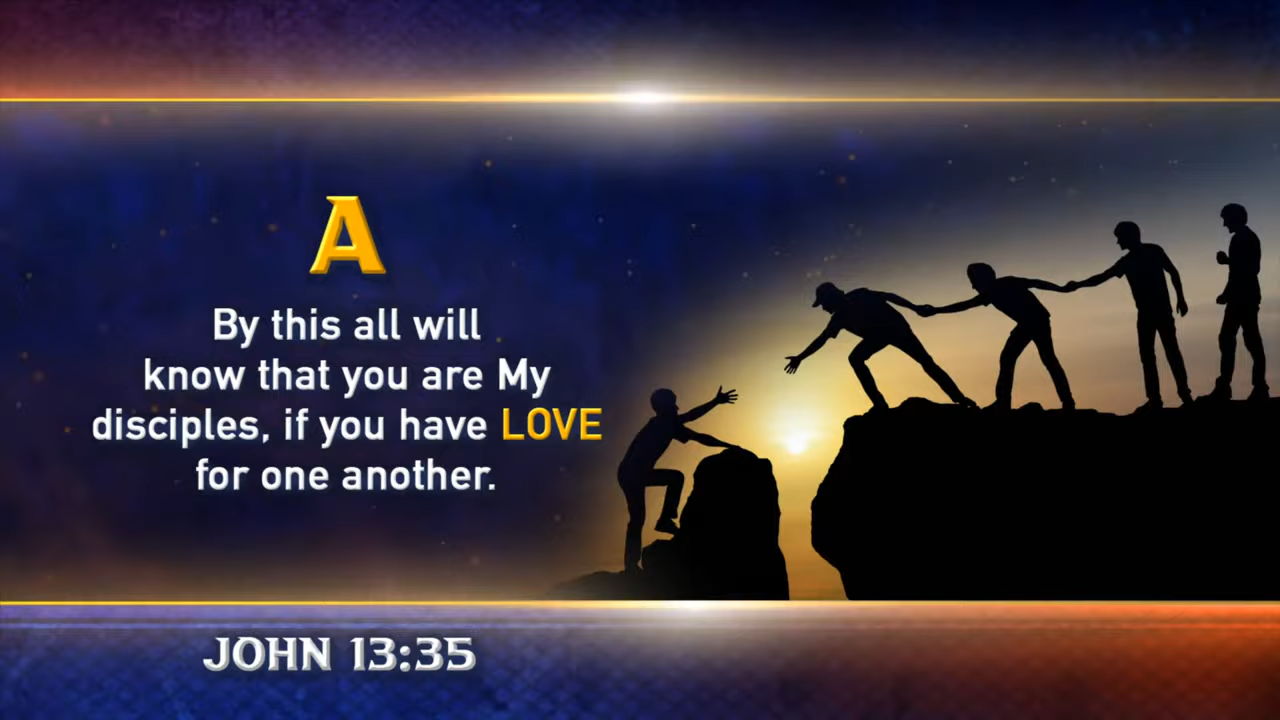 A
By this all will
know that you are My
disciples, if you have LOVE
for one another.
JOHN 13:35